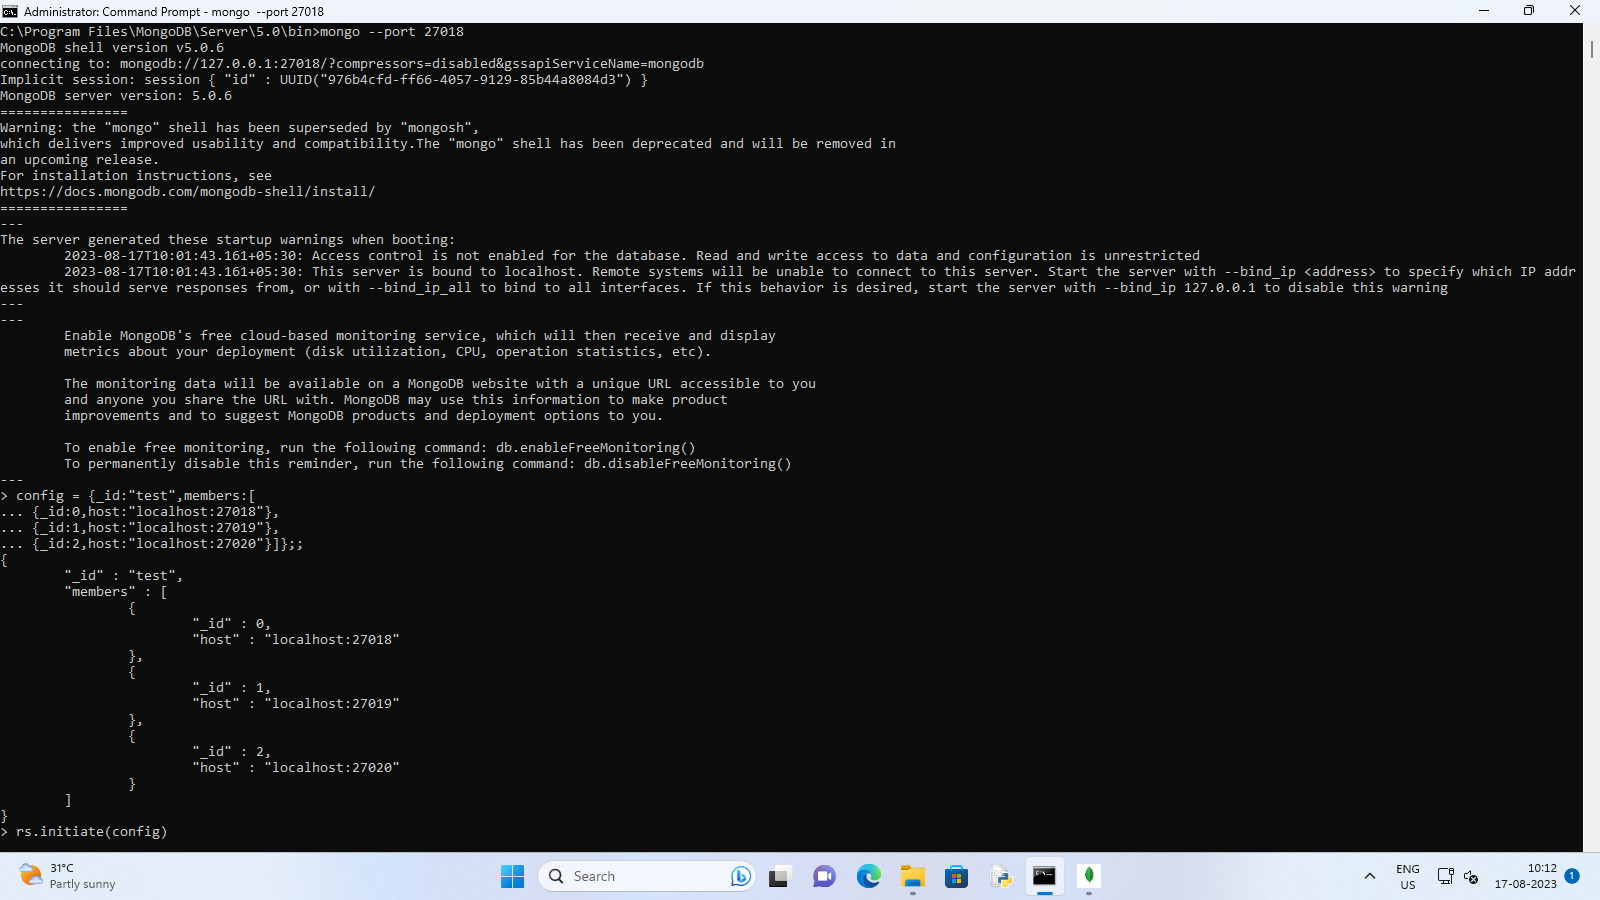 Administrator: Command Prompt - mongo  --port 27018
C:\Program Files\MongoDB\Server\5.0\bin>mongo --port 27018
MongoDB shell version v5.0.6
connecting to: mongodb://127.0.0.1:27018/?compressors=disabled&gssapiServiceName=mongodb
Implicit session: session { "id" : UUID("976b4cfd-ff66-4057-9129-85b44a8084d3") }
MongoDB server version: 5.0.6
================
Warning: the "mongo" shell has been superseded by "mongosh",
which delivers improved usability and compatibility.The "mongo" shell has been deprecated and will be removed in
an upcoming release.
For installation instructions, see
https://docs.mongodb.com/mongodb-shell/install/
================
---
The server generated these startup warnings when booting:
        2023-08-17T10:01:43.161+05:30: Access control is not enabled for the database. Read and write access to data and configuration is unrestricted
        2023-08-17T10:01:43.161+05:30: This server is bound to localhost. Remote systems will be unable to connect to this server. Start the server with --bind_ip <address> to specify which IP addr
esses it should serve responses from, or with --bind_ip_all to bind to all interfaces. If this behavior is desired, start the server with --bind_ip 127.0.0.1 to disable this warning
---
---
        Enable MongoDB's free cloud-based monitoring service, which will then receive and display
        metrics about your deployment (disk utilization, CPU, operation statistics, etc).
        The monitoring data will be available on a MongoDB website with a unique URL accessible to you
        and anyone you share the URL with. MongoDB may use this information to make product
        improvements and to suggest MongoDB products and deployment options to you.
        To enable free monitoring, run the following command: db.enableFreeMonitoring()
        To permanently disable this reminder, run the following command: db.disableFreeMonitoring()
---
> config = {_id:"test",members:[
... {_id:0,host:"localhost:27018"},
... {_id:1,host:"localhost:27019"},
... {_id:2,host:"localhost:27020"}]};;
{
        "_id" : "test",
        "members" : [
                {
                        "_id" : 0,
                        "host" : "localhost:27018"
                },
                {
                        "_id" : 1,
                        "host" : "localhost:27019"
                },
                {
                        "_id" : 2,
                        "host" : "localhost:27020"
                }
        ]
}
> rs.initiate(config)
31°C
Partly sunny
Search
ENG
US
10:12
17-08-2023
1